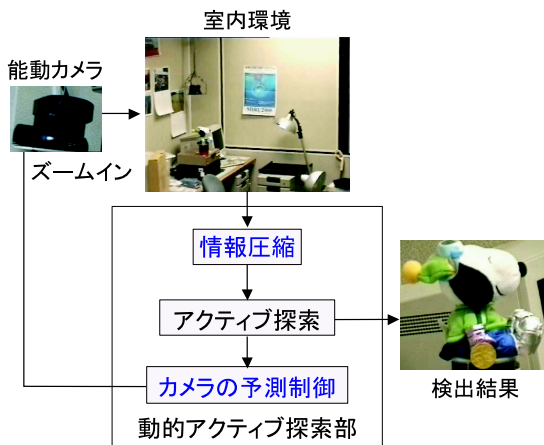 室内環境
能動カメラ
ズームイン
情報圧縮
アクティブ探索
カメラの予測制御
検出結果
動的アクティブ探索部